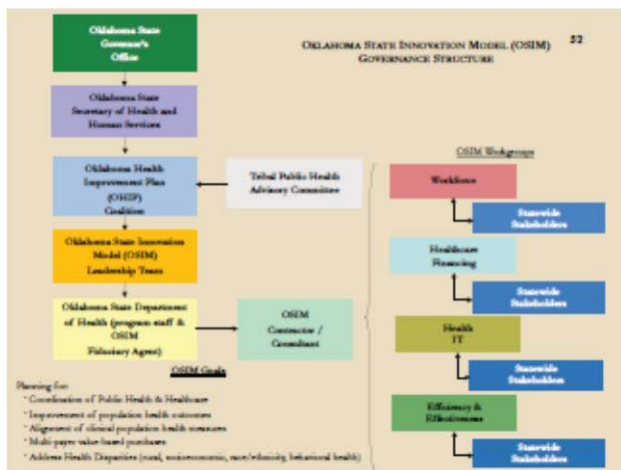 OKLAHOMA STATE INNOVATION MODEL (OSIM)
GOVERNANCE STRUCTURE
52
Oklahoma State
Governor's
Office
Oklahoma State
Secretary of Health and
Human Services
Oklahoma Health
Improvement Plan
(OHIP)
Coalition
Tribal Public Health
Advisory Committee
Oklahoma State Innovation
Model (OSIM)
Leadership Team
Oklahoma State Department
of Health (program staff &
OSIM
Fiduciary Agent)
OSIM
Contractor /
Consultant
OSIM Workgroups
Workforce
Statewide
Stakeholders
Healthcare
Financing
Statewide
Stakeholders
Health
IT
Statewide
Stakeholders
Efficiency &
Effectiveness
Statewide
Stakeholders
OSIM Goals
Planning for:
* Coordination of Public Health & Healthcare
* Improvement of population health outcomes
* Alignment of clinical population health measures
* Multi-payer value based purchases
* Address Health Disparities (rural, socioeconomic, race/ethnicity, behavioral health)